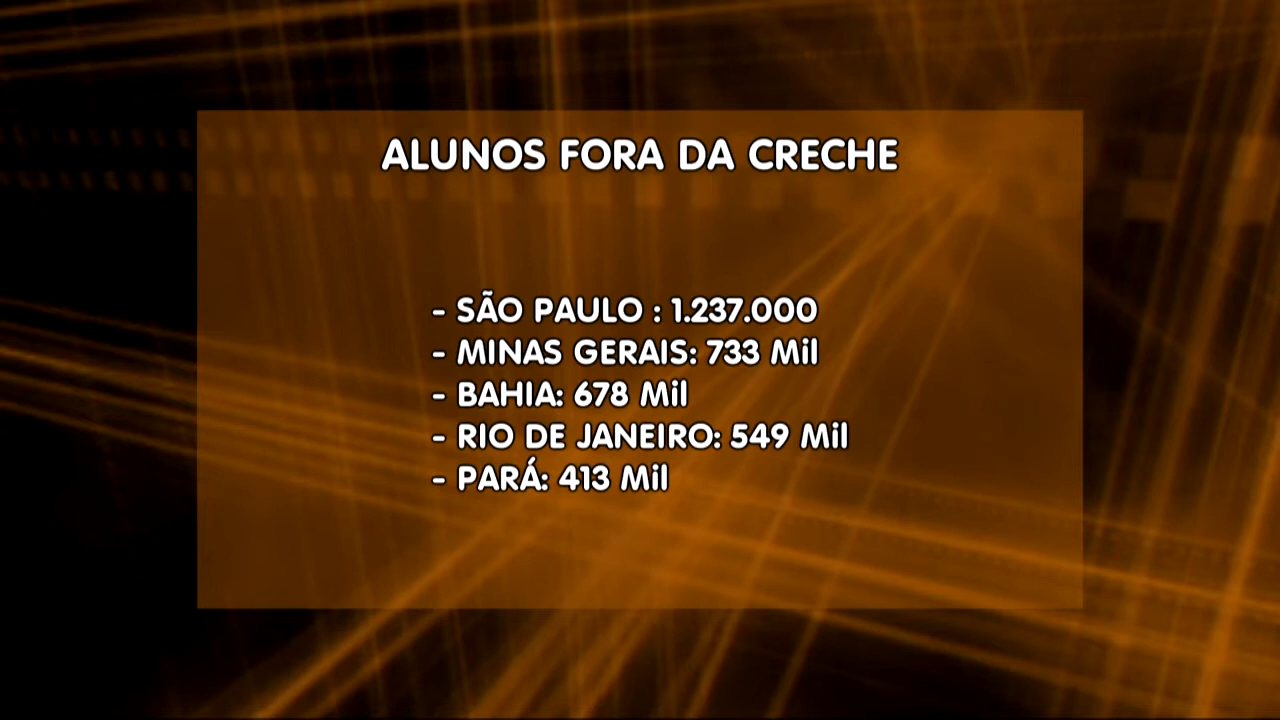 ALUNOS FORA DA CRECHE
- SÃO PAULO : 1.237.000
- MINAS GERAIS: 733 Mil
- BAHIA: 678 Mil
- RIO DE JANEIRO: 549 Mil
- PARÁ: 413 Mil